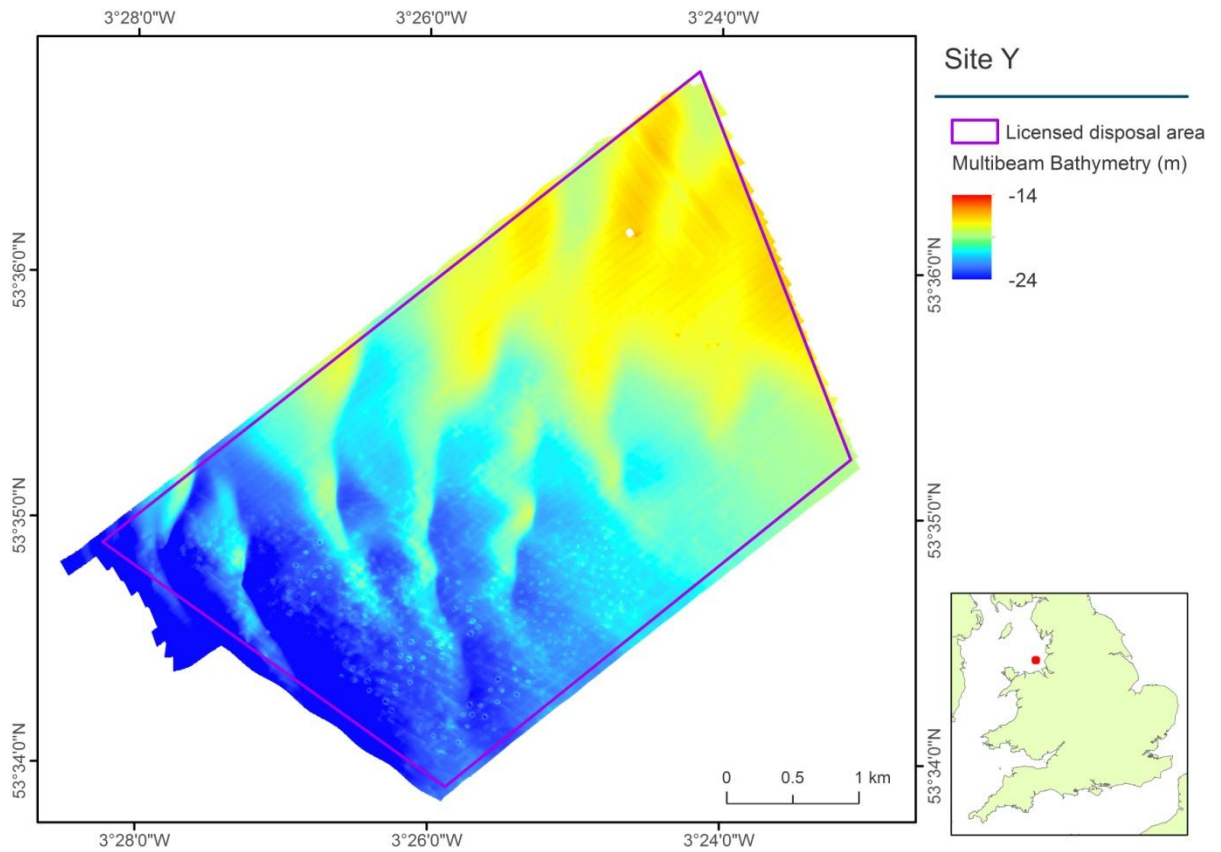 3°28'0"W 3°26'0"W 3°24'0"W
Site Y
Licensed disposal area
Multibeam Bathymetry (m)
-14
-24
53°36'0"N
53°36'0"N
53°35'0"N
53°35'0"N
53°34'0"N
53°34'0"N
0 0.5 1 km
3°28'0"W 3°26'0"W 3°24'0"W